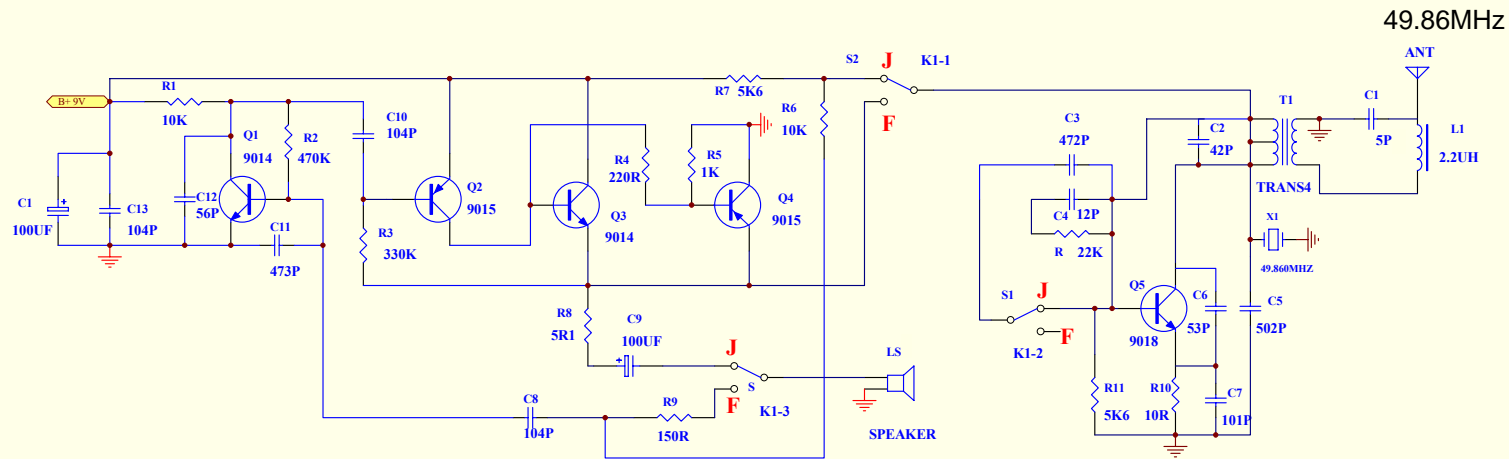 49.86MHz
ANT
S2
J
K1-1
B+ 9V
R1
10K
R7
5K6
R6
10K
F
T1
C1
5P
L1
2.2UH
C3
472P
C2
42P
TRANS4
Q1
9014
R2
470K
C10
104P
R4
220R
R5
1K
Q4
9015
Q2
9015
Q3
9014
C12
56P
C1
100UF
C13
104P
C11
473P
R3
330K
C4
12P
R
22K
X1
49.860MHZ
S1
J
F
K1-2
Q5
9018
C6
53P
C5
502P
R8
5R1
C9
100UF
J
S
F
K1-3
LS
SPEAKER
C8
104P
R9
150R
R11
5K6
R10
10R
C7
101P